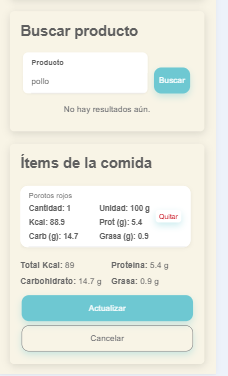 Buscar producto
Producto
pollo
Buscar
No hay resultados aún.
Ítems de la comida
Porotos rojos
Cantidad: 1 Unidad: 100 g
Kcal: 88.9 Prot (g): 5.4
Quitar
Carb (g): 14.7 Grasa (g): 0.9
Total Kcal: 89 Proteina: 5.4 g
Carbohidrato: 14.7 g Grasa: 0.9 g
Actualizar
Cancelar